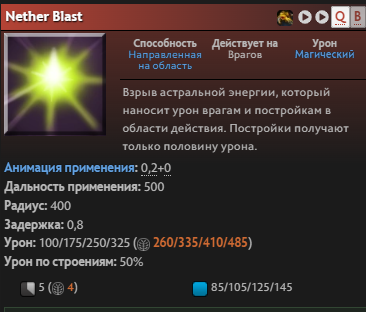 Nether Blast Q B
Способность Действует на Урон
Направленная Врагов Магический
на область
Взрыв астральной энергии, который
наносит урон врагам и постройкам в
области действия. Постройки получают
только половину урона.
Анимация применения: 0,2+0
Дальность применения: 500
Радиус: 400
Задержка: 0,8
Урон: 100/175/250/325 (260/335/410/485)
Урон по строениям: 50%
5 (4) 85/105/125/145